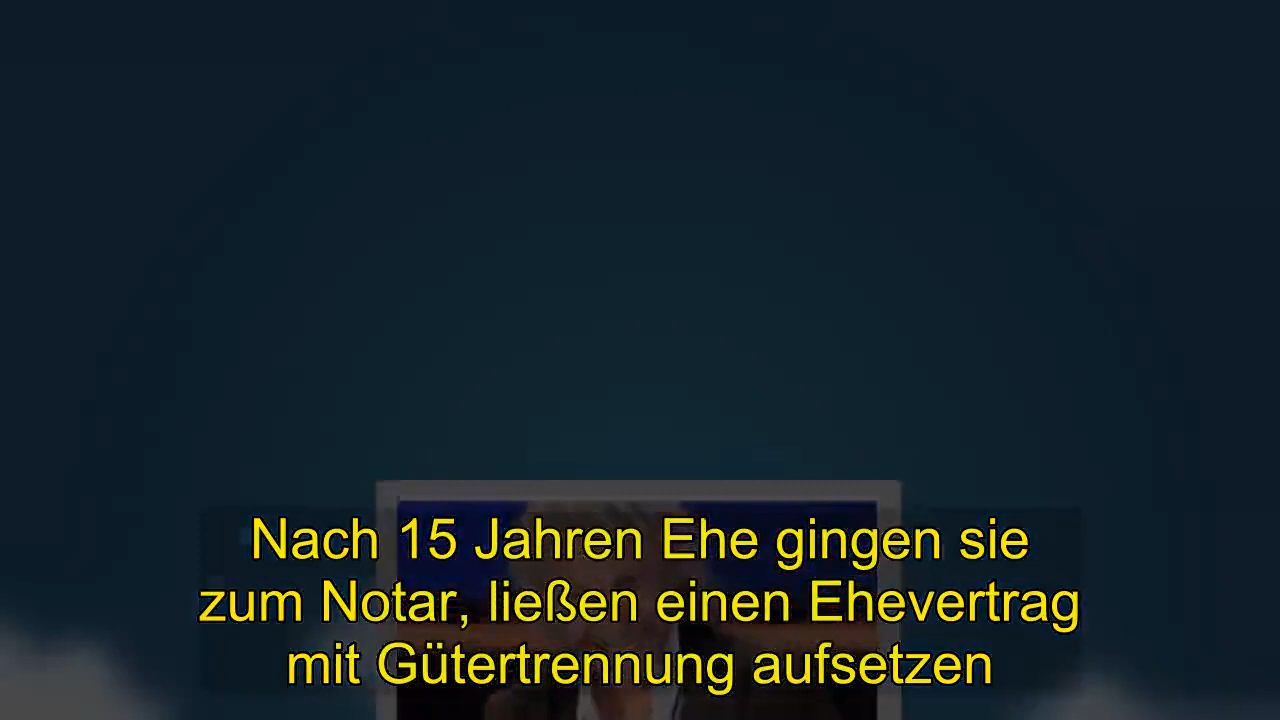 Nach 15 Jahren Ehe gingen sie
zum Notar, ließen einen Ehevertrag
mit Gütertrennung aufsetzen